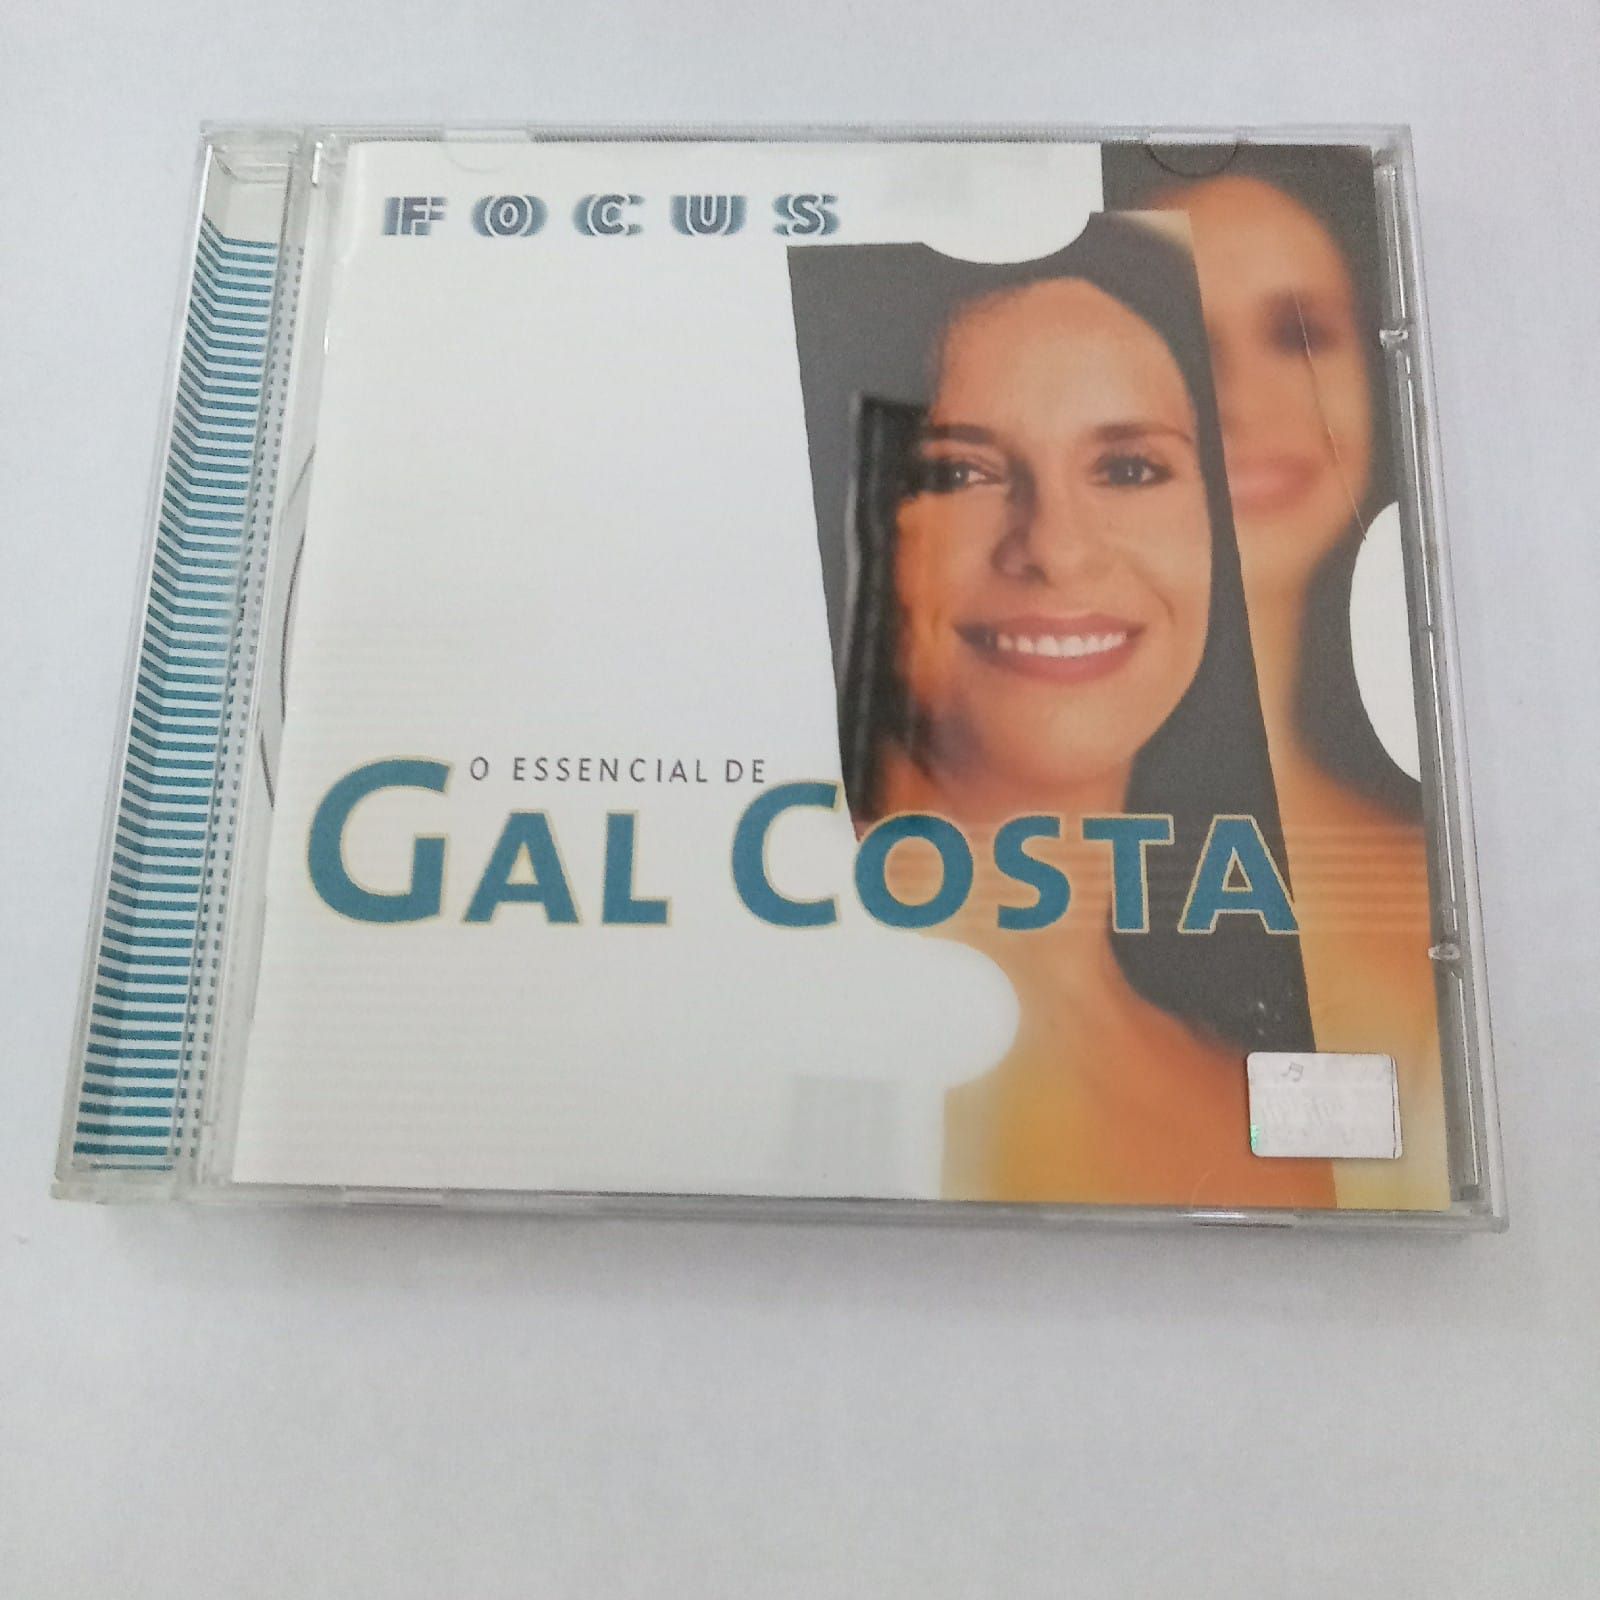 FOCUS
O ESSENCIAL DE
GAL COSTA